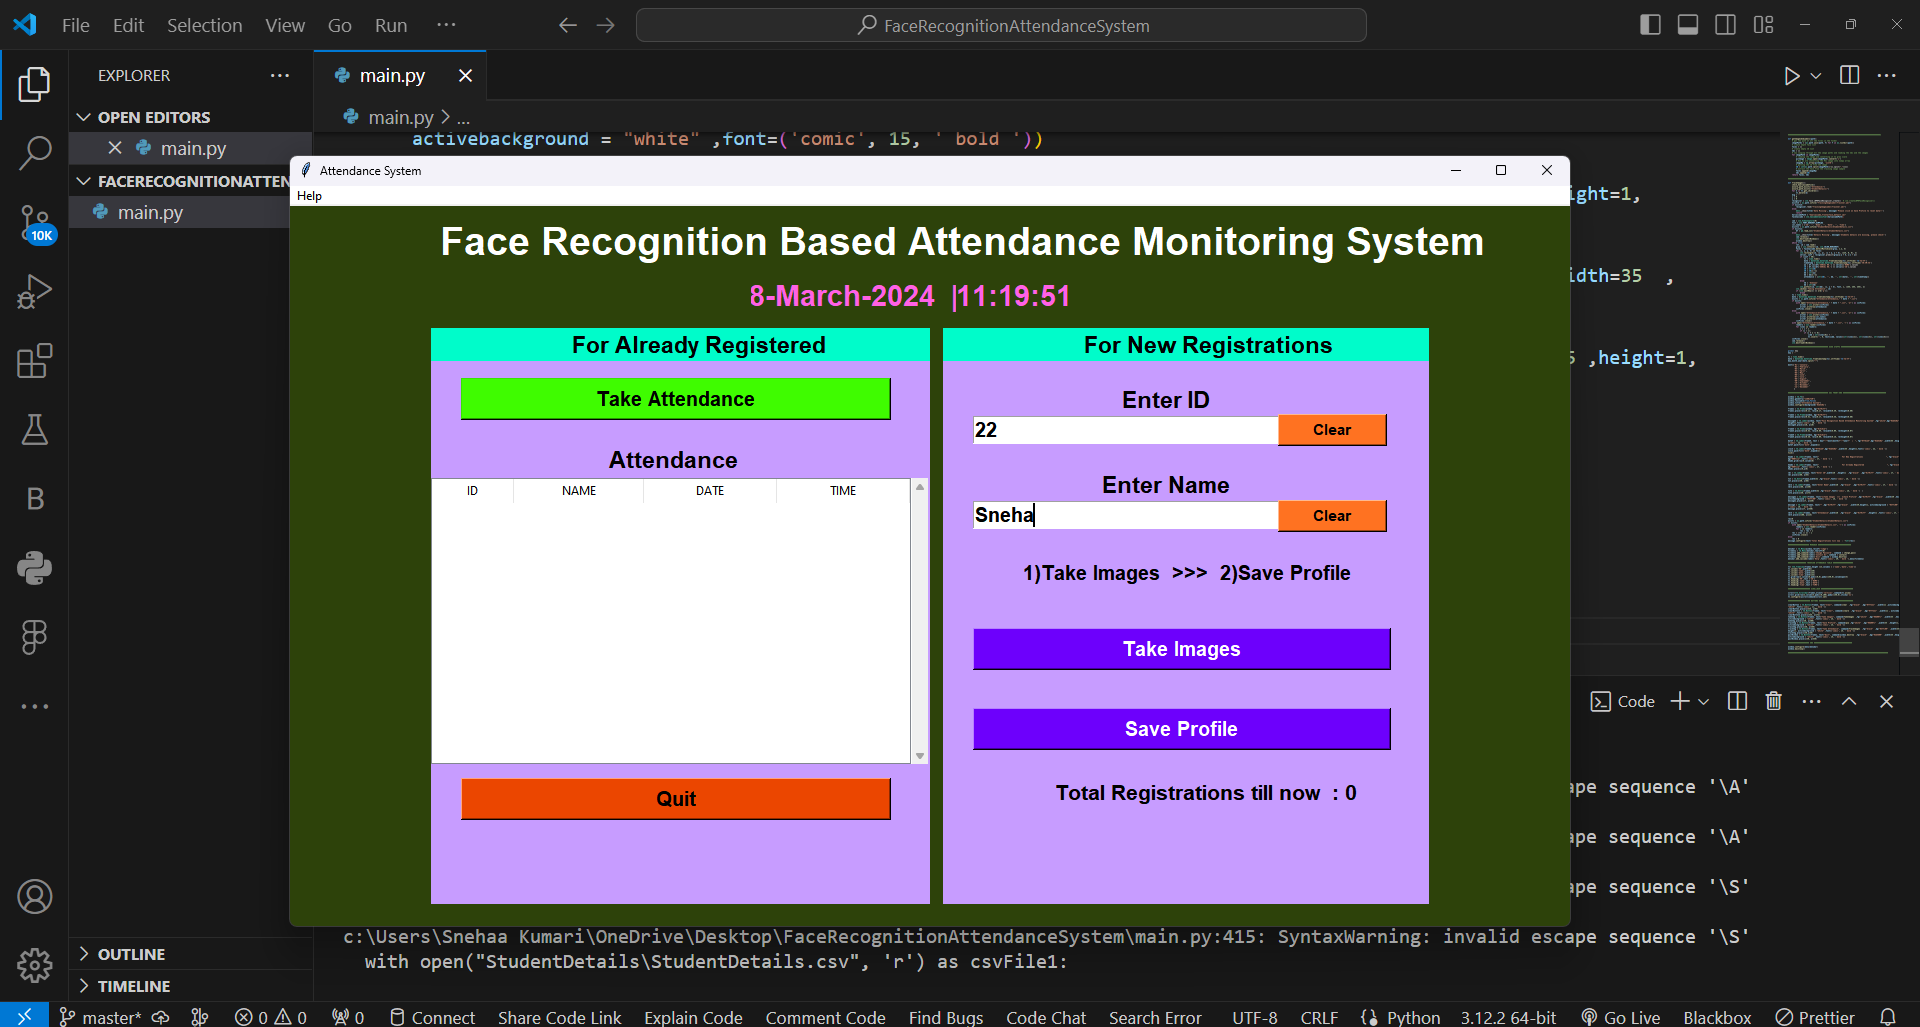 File Edit Selection View Go Run ···
FaceRecognitionAttendanceSystem
EXPLORER
main.py
OPEN EDITORS
main.py > ...
main.py
activebackground = "white" ,font=('comic', 15, ' bold '))
FACERECOGNITIONATTEN
main.py
10K
Attendance System
Help
ight=1,
Face Recognition Based Attendance Monitoring System
8-March-2024 |11:19:51
idth=35 ,
For Already Registered
Take Attendance
Attendance
ID NAME DATE TIME
Quit
For New Registrations
Enter ID
22 Clear
Enter Name
Sneha Clear
1)Take Images >>> 2)Save Profile
Take Images
Save Profile
Total Registrations till now : 0
,height=1,
Code
ape sequence '\A'
ape sequence '\A'
ape sequence '\S'
c:\Users\Snehaa Kumari\OneDrive\Desktop\FaceRecognitionAttendanceSystem\main.py:415: SyntaxWarning: invalid escape sequence '\S'
with open("StudentDetails\StudentDetails.csv", 'r') as csvFile1:
OUTLINE
TIMELINE
master* 0 0 0 Connect Share Code Link Explain Code Comment Code Find Bugs Code Chat Search Error UTF-8 CRLF Python 3.12.2 64-bit Go Live Blackbox Prettier